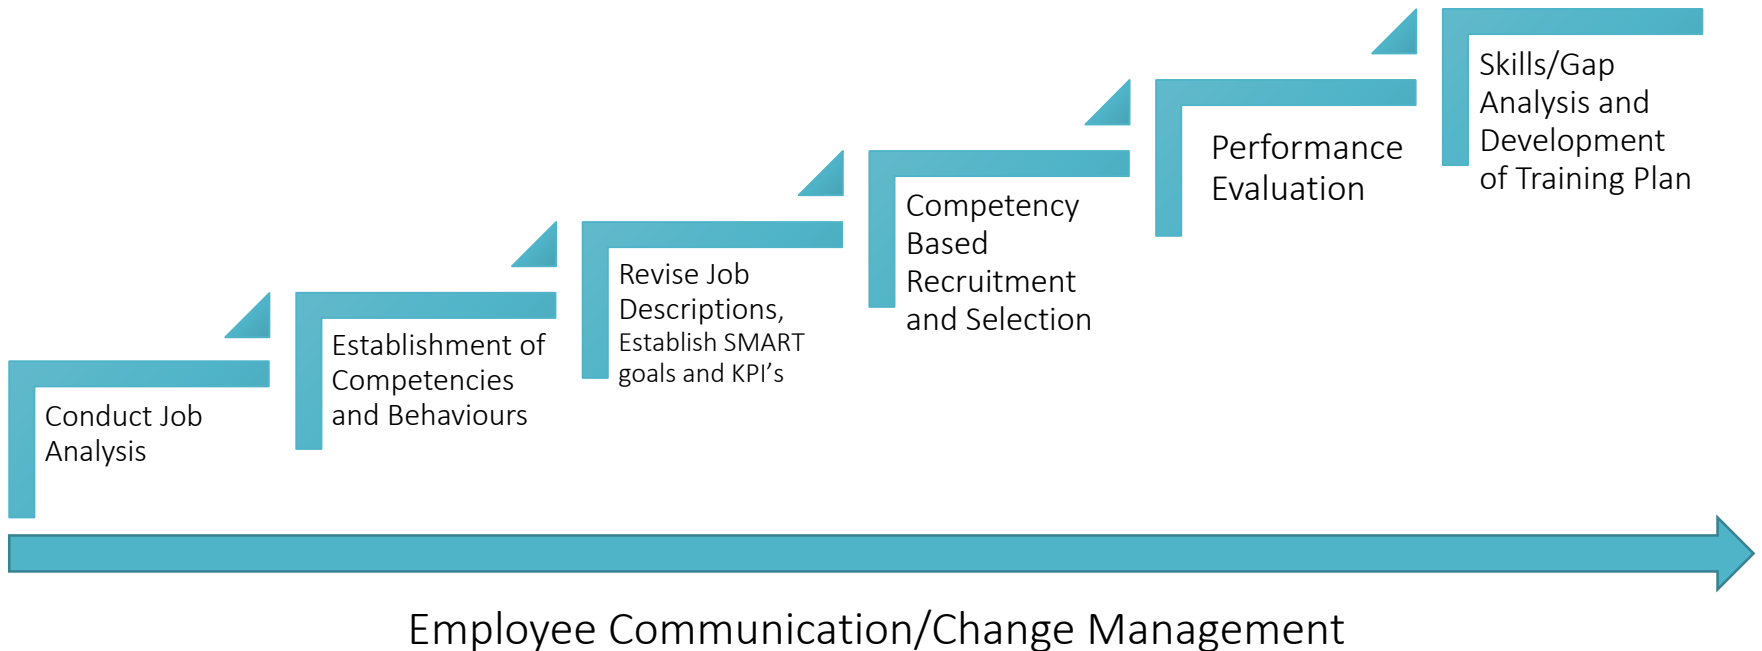 Conduct Job
Analysis
Establishment of
Competencies
and Behaviours
Revise Job
Descriptions,
Establish SMART
goals and KPI’s
Competency
Based
Recruitment
and Selection
Performance
Evaluation
Skills/Gap
Analysis and
Development
of Training Plan
Employee Communication/Change Management